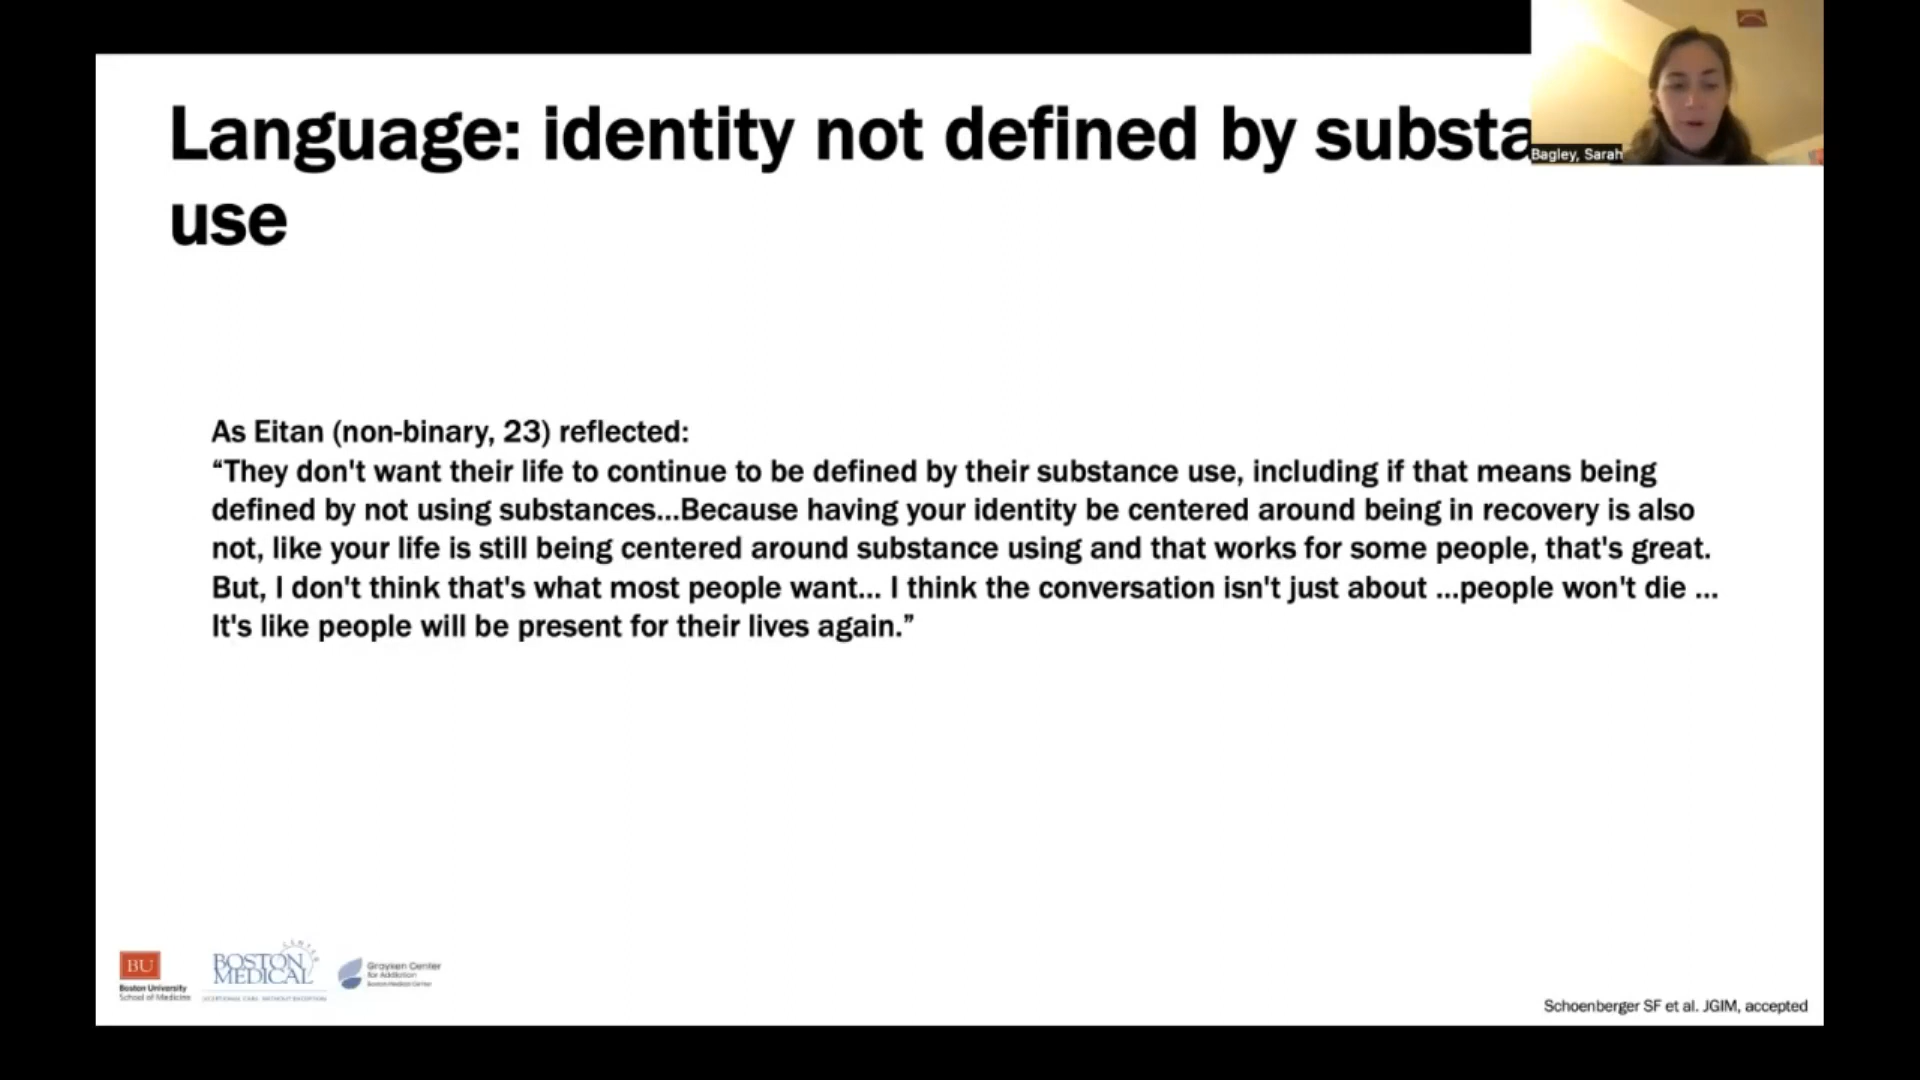 Language: identity not defined by substa
use
Bagley, Sarah
As Eitan (non-binary, 23) reflected:
“They don't want their life to continue to be defined by their substance use, including if that means being
defined by not using substances...Because having your identity be centered around being in recovery is also
not, like your life is still being centered around substance using and that works for some people, that's great.
But, I don't think that's what most people want... I think the conversation isn't just about ...people won't die ...
It's like people will be present for their lives again.”
BU
Boston University
School of Medicine
BOSTON
MEDICAL
CENTER
EXCEPTIONAL CARE. WITHOUT EXCEPTION.
Grayken Center
for Addiction
Boston Medical Center
Schoenberger SF et al. JGIM, accepted